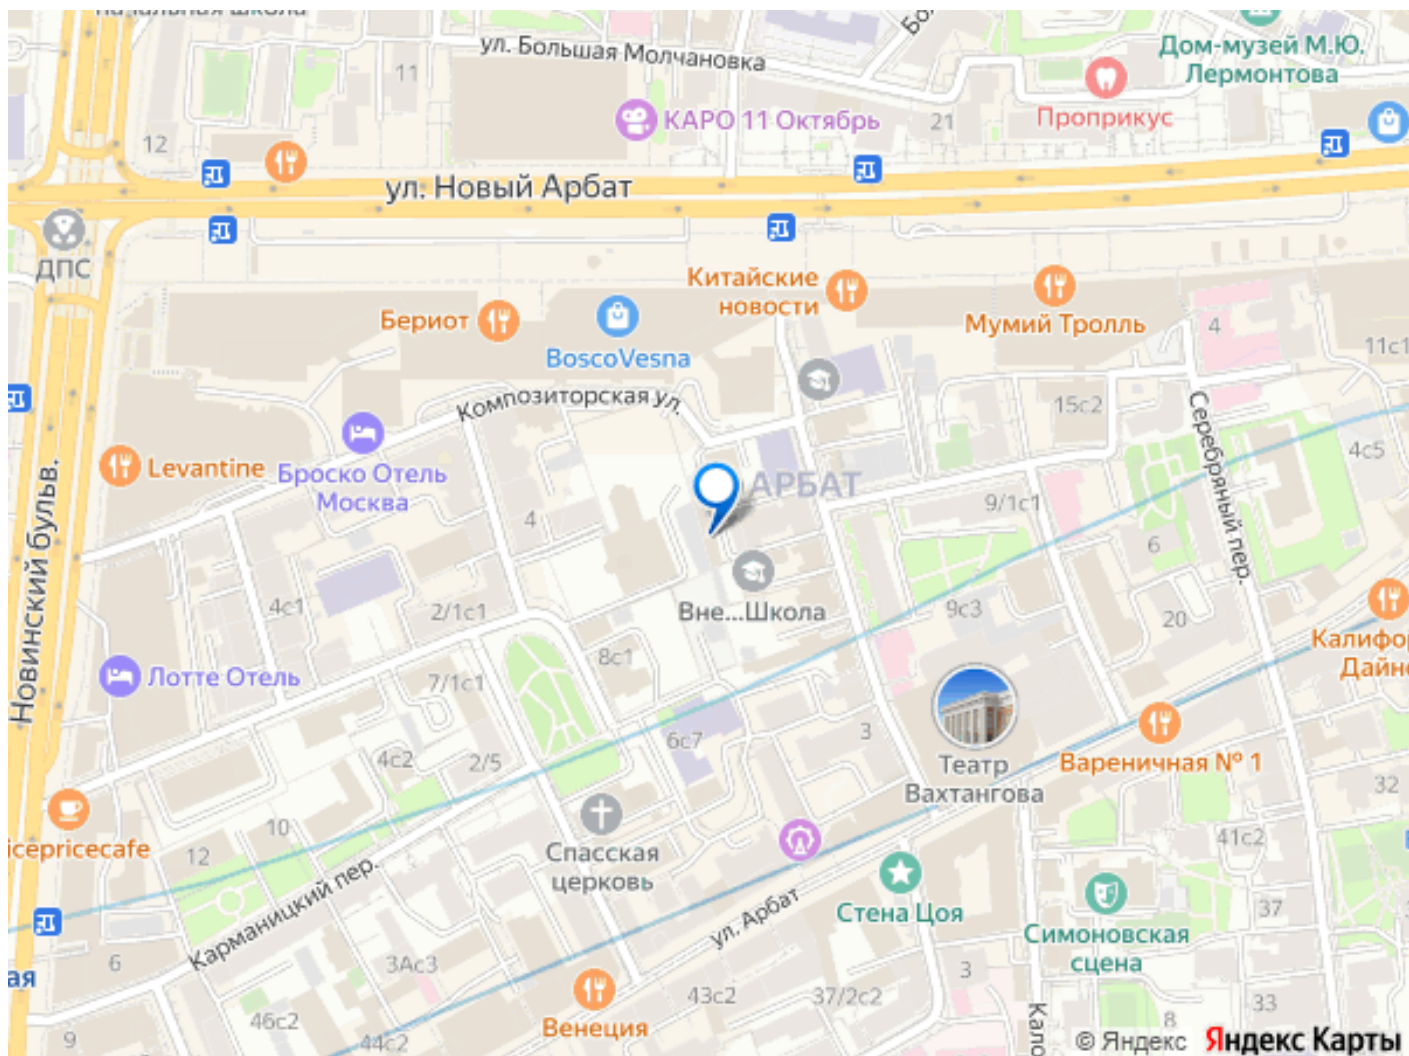 начальная школа
ул. Большая Молчановка
Дом-музей М.Ю.
Лермонтова
11
КАРО 11 Октябрь
21
Проприкус
12
ул. Новый Арбат
ДПС
Китайские
новости
Бериот
Мумий Тролль
4
BoscoVesna
11с1
Композиторская ул.
15с2
Серебряный пер.
4с5
Levantine
Броско Отель
Москва
АРБАТ
4
9/1с1
Новинский бульв.
6
4с1
2/1с1
Вне...Школа
9с3
20
Калифор
Дайне
8с1
Лотте Отель
7/1с1
6с7
3
4с2
2/5
Театр
Вахтангова
Вареничная № 1
32
10
icepricecafe
12
Спасская
церковь
41с2
Карманицкий пер.
ул. Арбат
Стена Цоя
37
Симоновская
сцена
6
ая
3Ас3
3
43с2
37/2с2
33
46с2
Венеция
8
9
44с2
Кало
© Яндекс
Яндекс Карты